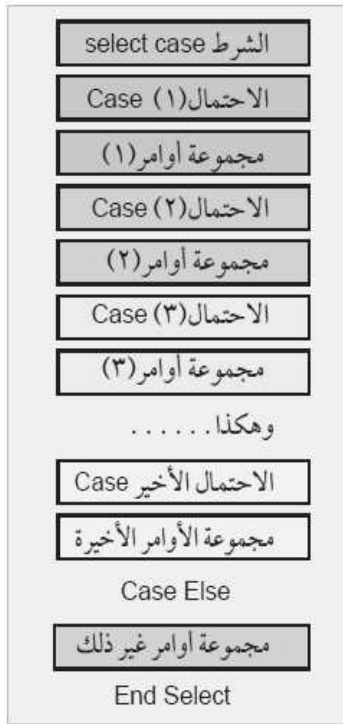 select case الشرط
Case (١)الاحتمال
مجموعة أوامر(١)
Case (٢)الاحتمال
مجموعة أوامر(٢)
Case (٣)الاحتمال
مجموعة أوامر(٣)
وهكذا......
Case الاحتمال الأخير
مجموعة الأوامر الأخيرة
Case Else
مجموعة أوامر غير ذلك
End Select